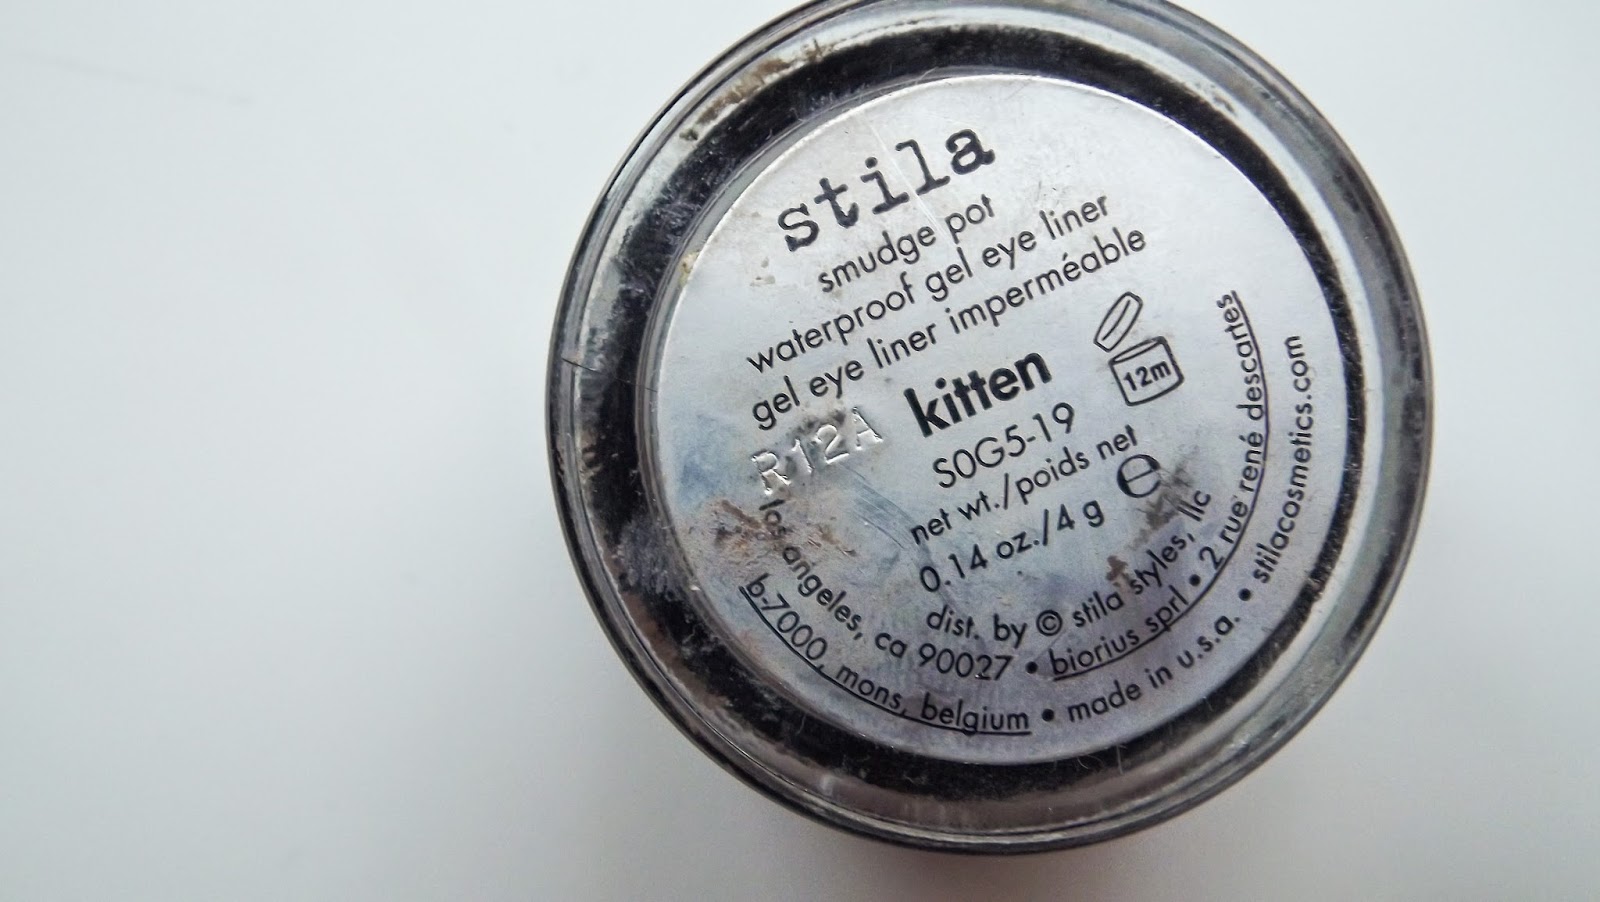 stila
smudge pot
waterproof gel eye liner
gel eye liner imperméable
R12A
kitten
12m
S0G5-19
net wt./poids net
0.14 oz./4 g ℮
dist. by © stila styles, llc
los angeles, ca 90027 • biorius sprl • 2 rue rené descartes
b-7000, mons, belgium • made in u.s.a. • stilacosmetics.com